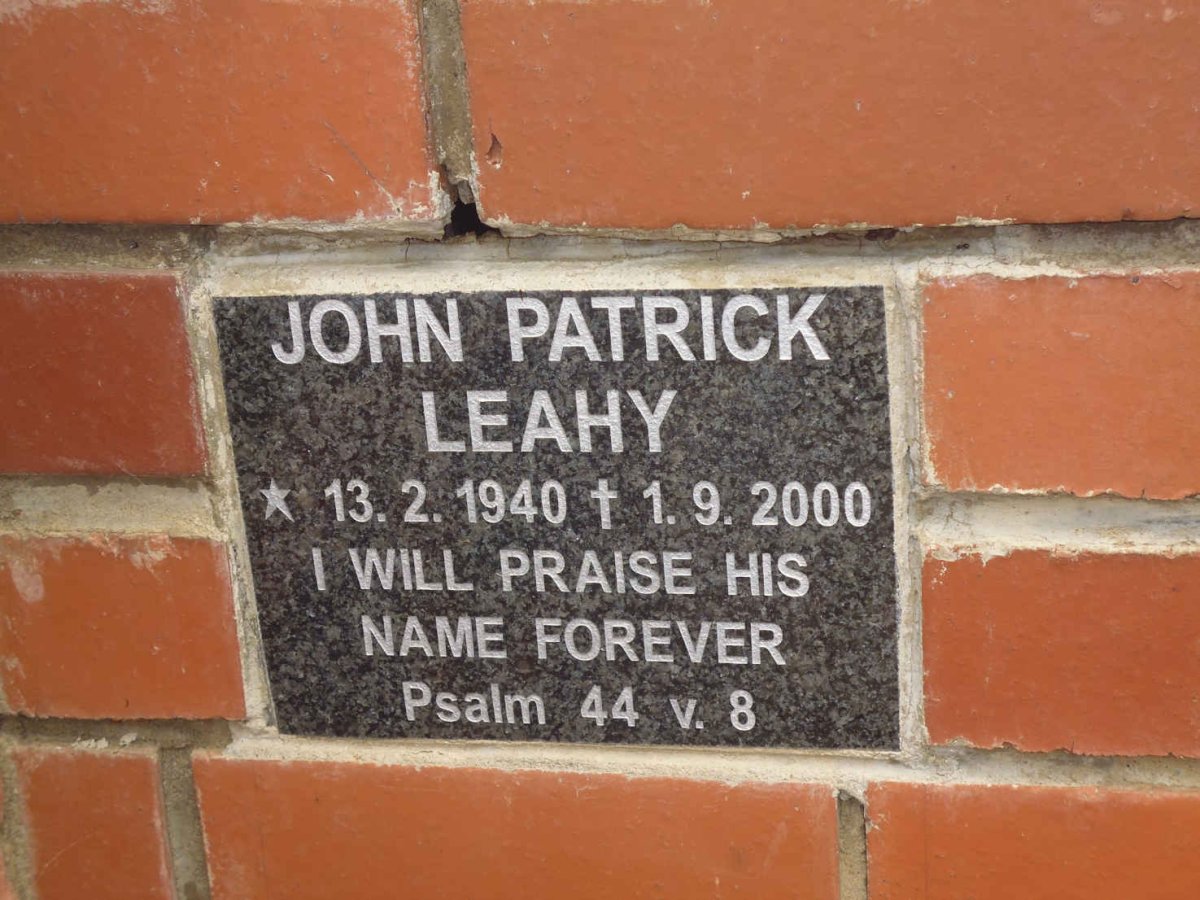 JOHN PATRICK
LEAHY
★ 13. 2. 1940 ✝ 1. 9. 2000
I WILL PRAISE HIS
NAME FOREVER
Psalm 44 v. 8